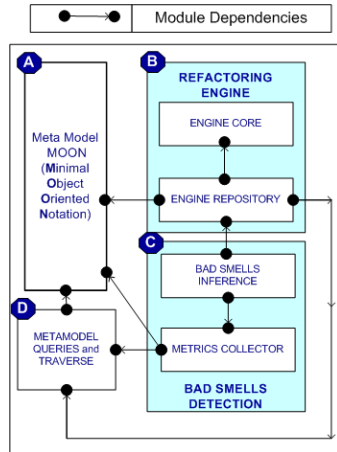 Module Dependencies
A
Meta Model
MOON
(Minimal
Object
Oriented
Notation)
B
REFACTORING
ENGINE
ENGINE CORE
ENGINE REPOSITORY
C
BAD SMELLS
INFERENCE
METRICS COLLECTOR
BAD SMELLS
DETECTION
D
METAMODEL
QUERIES and
TRAVERSE